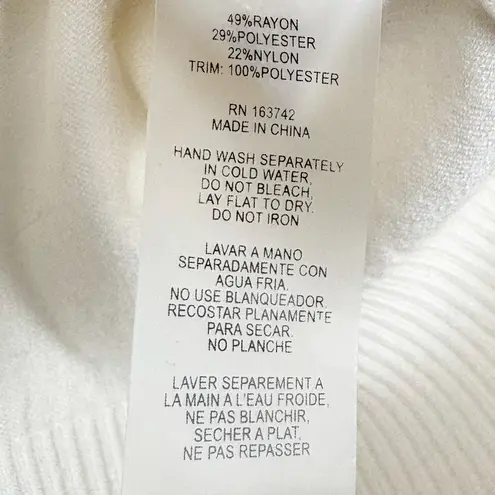 49%RAYON
29%POLYESTER
22%NYLON
TRIM: 100%POLYESTER
RN 163742
MADE IN CHINA
HAND WASH SEPARATELY
IN COLD WATER,
DO NOT BLEACH,
LAY FLAT TO DRY.
DO NOT IRON
LAVAR A MANO
SEPARADAMENTE CON
AGUA FRIA.
NO USE BLANQUEADOR.
RECOSTAR PLANAMENTE
PARA SECAR.
NO PLANCHE
LAVER SEPAREMENT A
LA MAIN A L'EAU FROIDE,
NE PAS BLANCHIR,
SECHER A PLAT,
NE PAS REPASSER